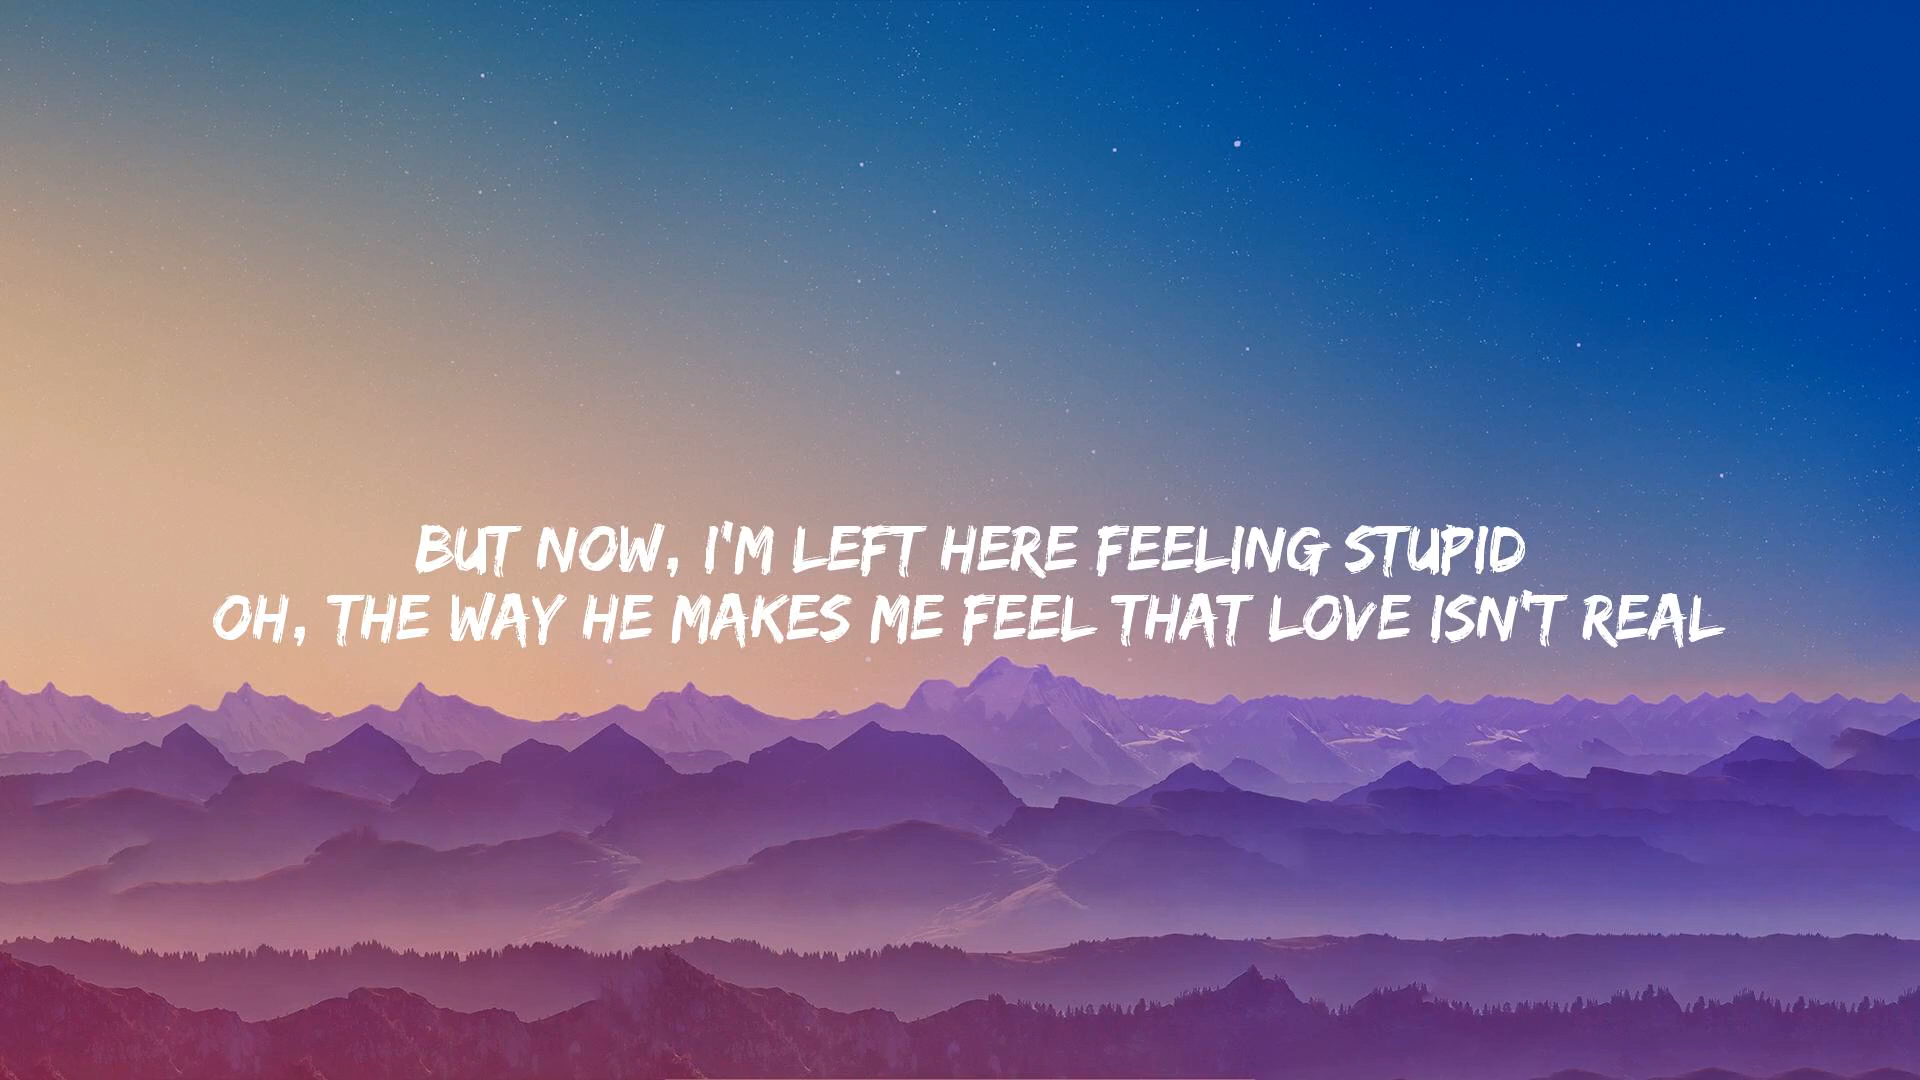 BUT NOW, I'M LEFT HERE FEELING STUPID
OH, THE WAY HE MAKES ME FEEL THAT LOVE ISN'T REAL